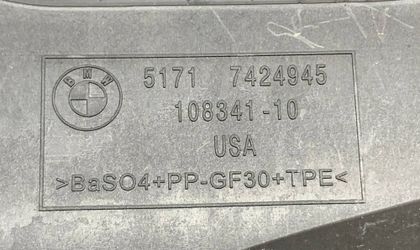 BMW
5171 7424945
108341-10
USA
>BaSO4+PP-GF30+TPE<